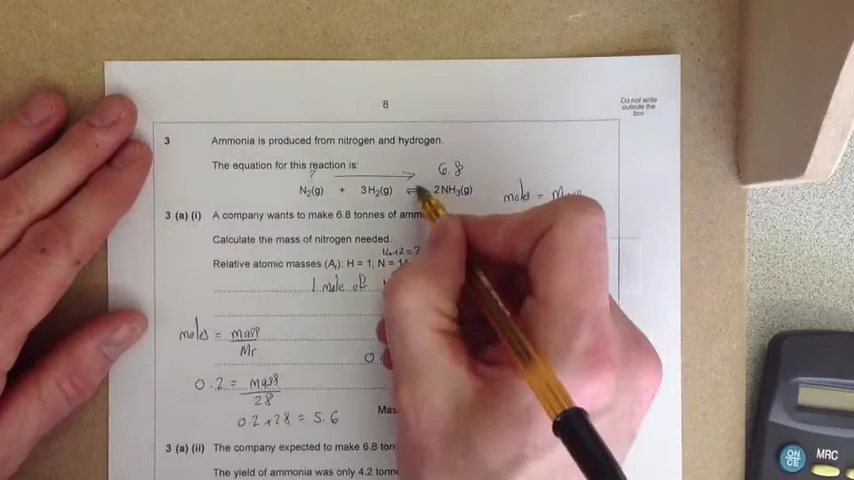 8
Do not write
outside the
box
3 Ammonia is produced from nitrogen and hydrogen.
The equation for this reaction is:
? 6.8
N₂(g) + 3H₂(g) ⇌ 2NH₃(g)
moles = Mass
3 (a) (i) A company wants to make 6.8 tonnes of
Calculate the mass of nitrogen needed.
Relative atomic masses (Aᵣ): H = 1; N =
1 mole of
moles = mass
Mr
0.2 = mass
28
0.2 × 28 = 5.6
3 (a) (ii) The company expected to make 6.8
The yield of ammonia was only 4.2
ON
CE
MRC